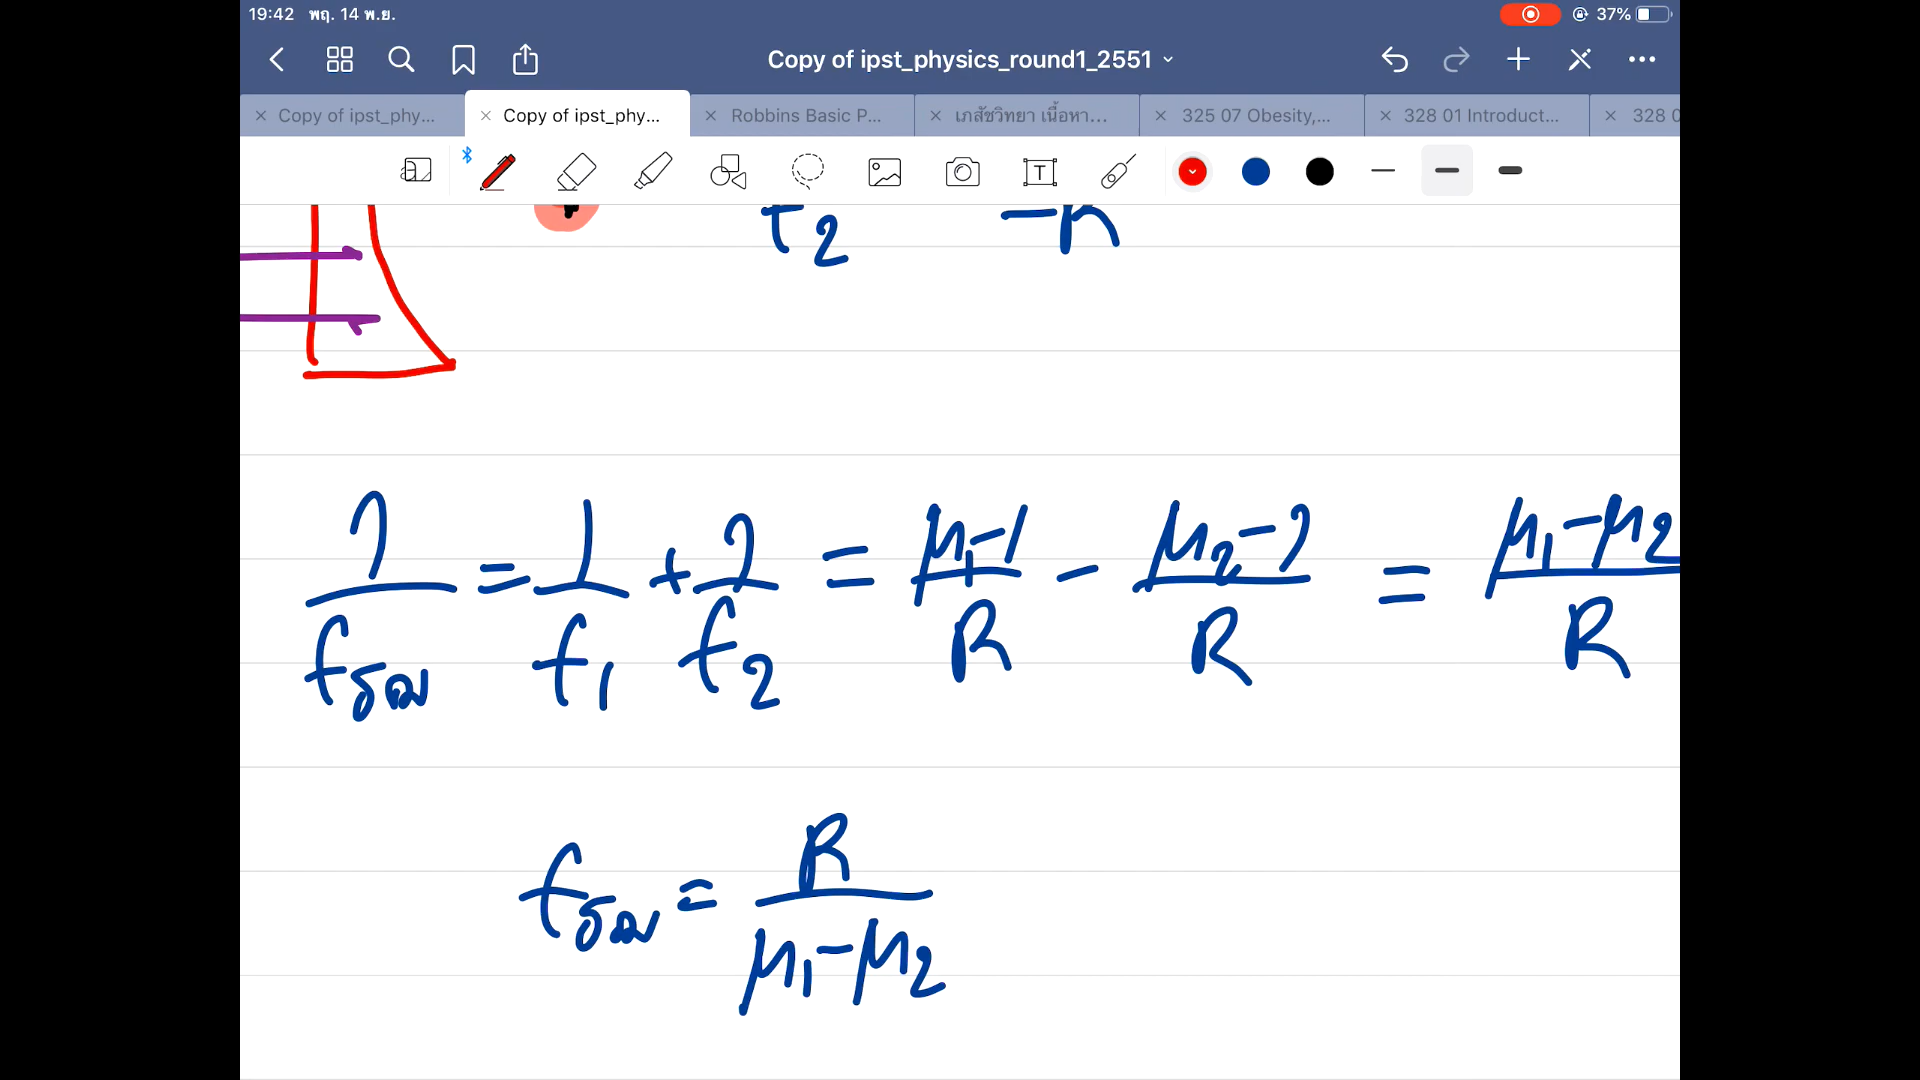 19:42 พฤ. 14 พ.ย. 37%
Copy of ipst_physics_round1_2551
Copy of ipst_phy... Copy of ipst_phy... Robbins Basic P... เภสัชวิทยา เนื้อหา... 325 07 Obesity,... 328 01 Introduct... 328 0
T
f2 -R
1/fรวม = 1/f1 + 1/f2 = μ1-1/R - μ2-1/R = μ1-μ2/R
fรวม = R/μ1-μ2